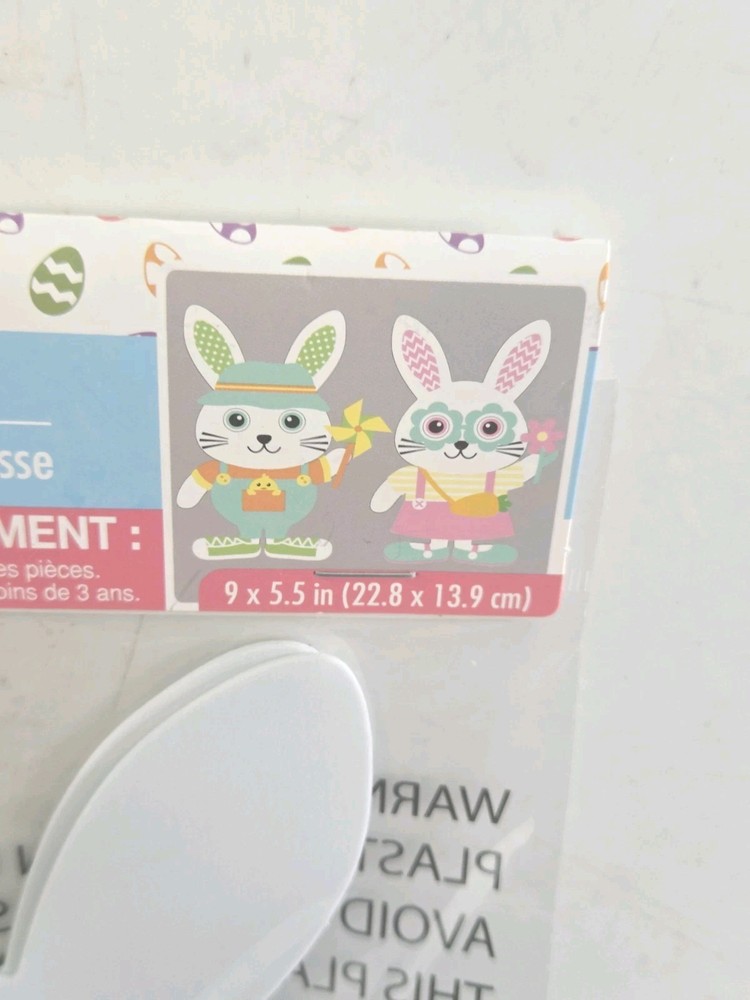 sse
MENT :
es pièces.
oins de 3 ans.
9 x 5.5 in (22.8 x 13.9 cm)
WARN
PLAST
AVOID
THIS PLA